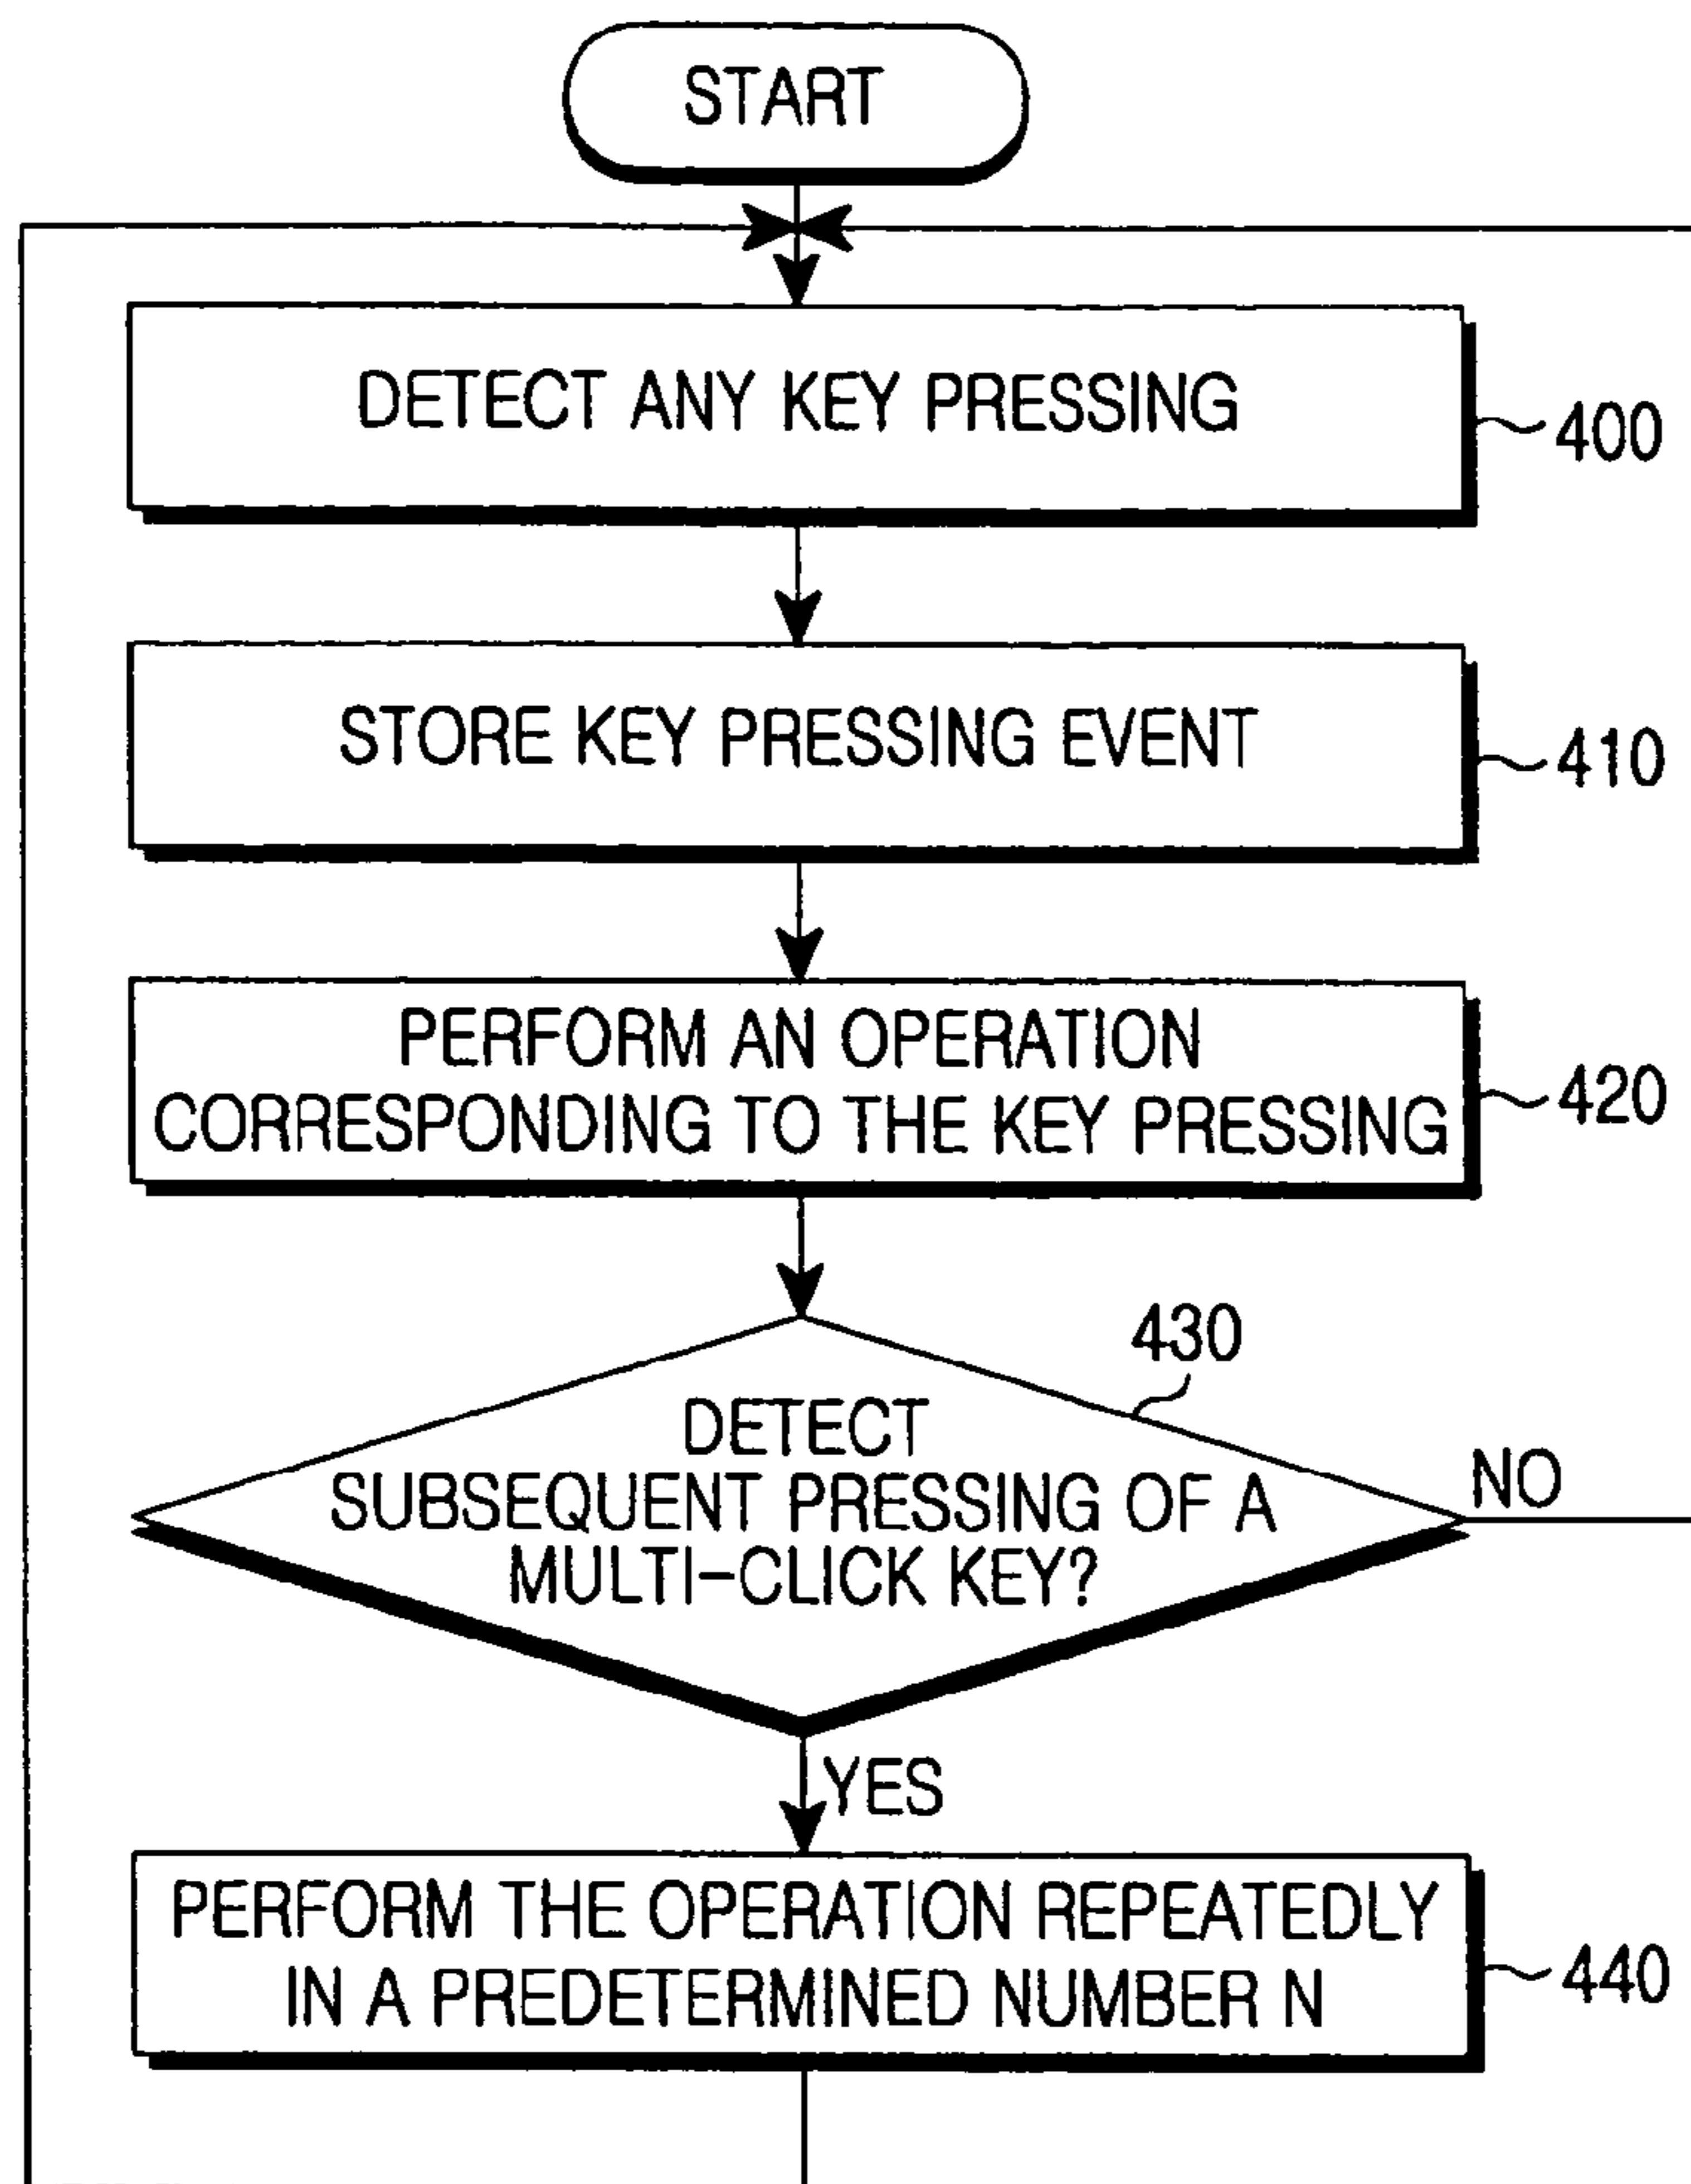 START
DETECT ANY KEY PRESSING
400
STORE KEY PRESSING EVENT
410
PERFORM AN OPERATION
CORRESPONDING TO THE KEY PRESSING
420
430
DETECT
SUBSEQUENT PRESSING OF A
MULTI-CLICK KEY?
NO
YES
PERFORM THE OPERATION REPEATEDLY
IN A PREDETERMINED NUMBER N
440